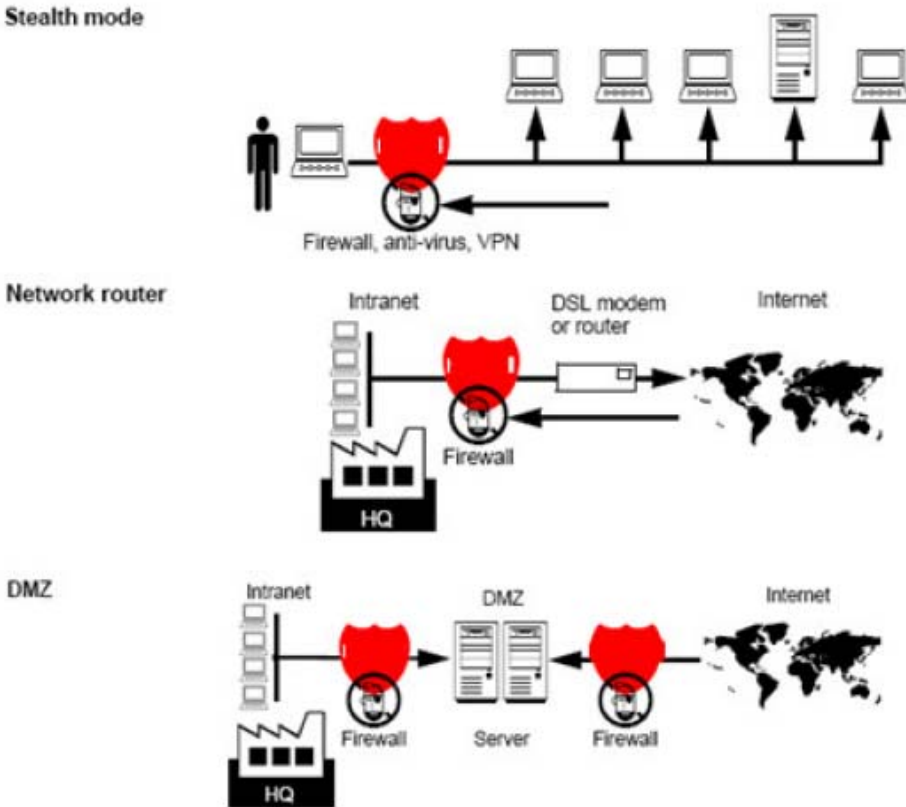 Stealth mode
Firewall, anti-virus, VPN
Network router
Intranet
DSL modem
or router
Internet
Firewall
HQ
DMZ
Intranet
DMZ
Internet
Firewall
Server
Firewall
HQ